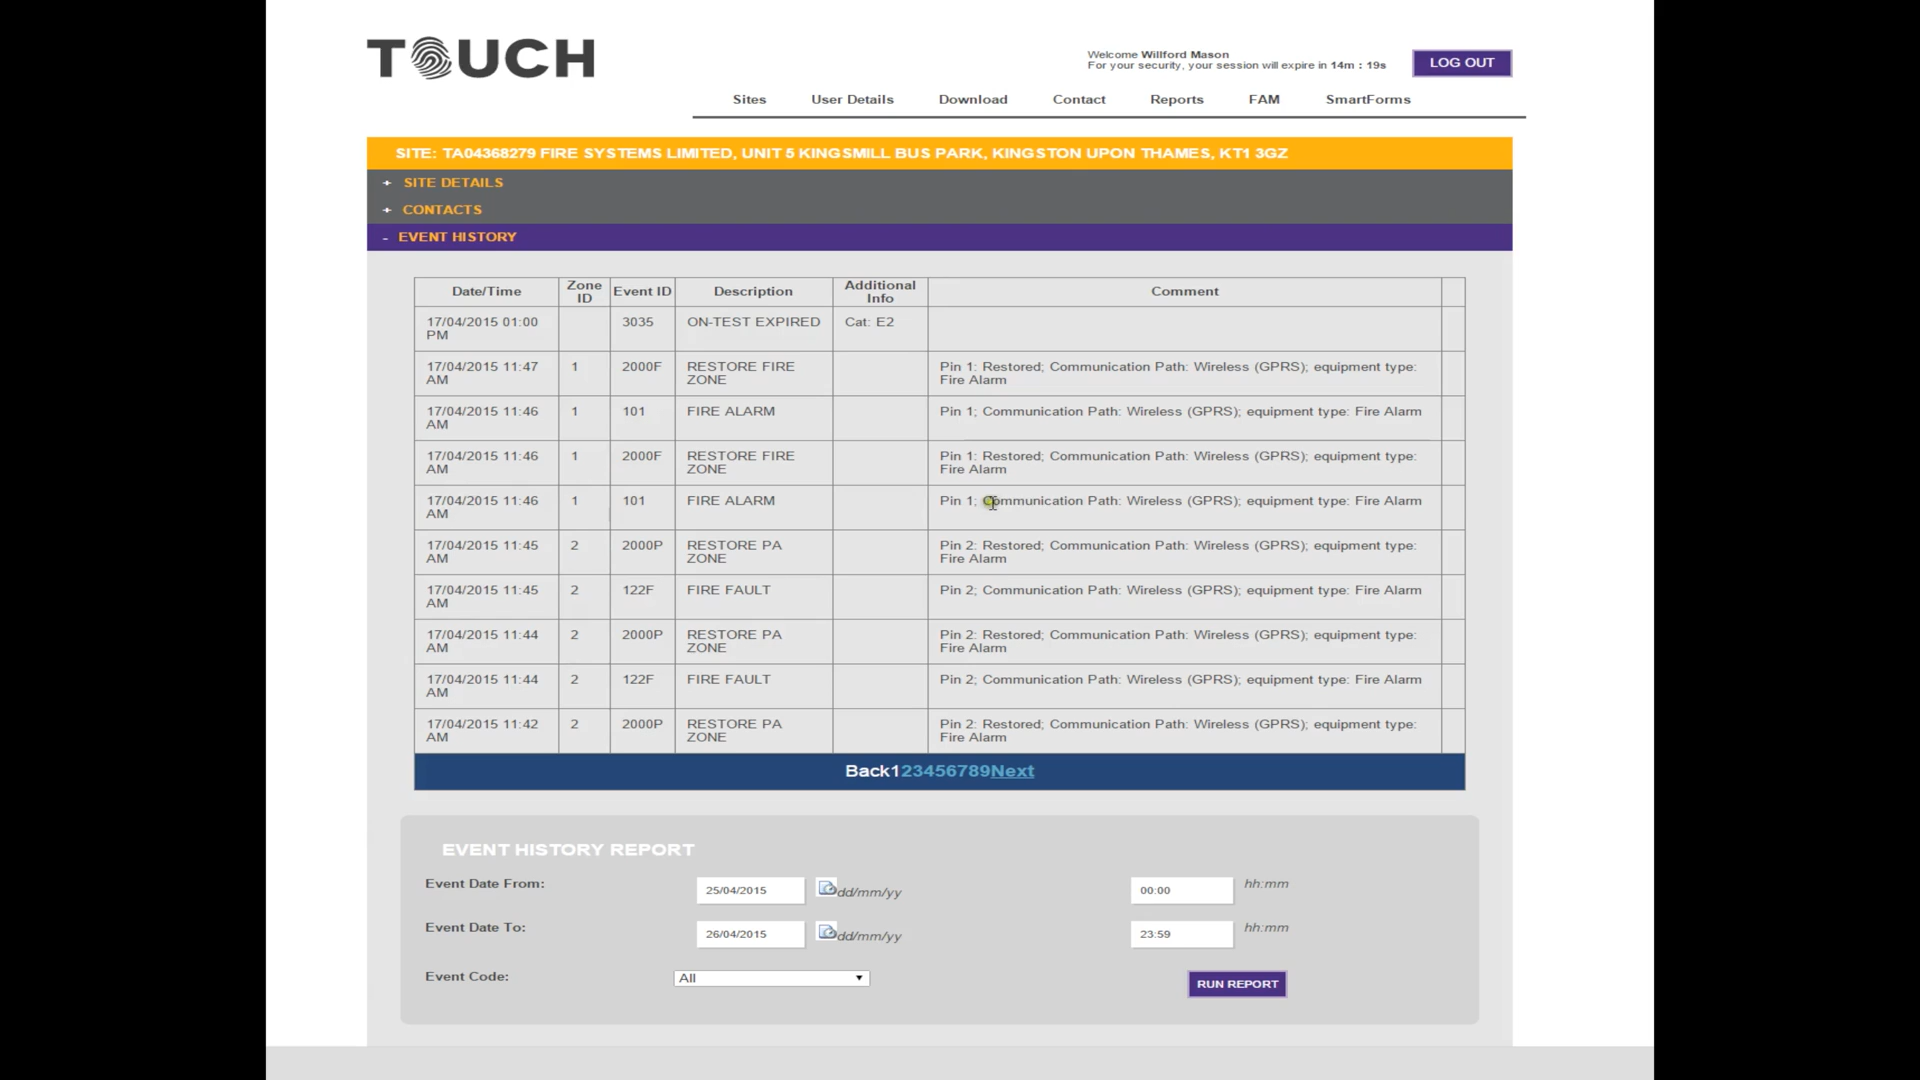 TOUCH
Welcome Willford Mason
For your security, your session will expire in 14m : 19s
LOG OUT
Sites User Details Download Contact Reports FAM SmartForms
SITE: TA04368279 FIRE SYSTEMS LIMITED, UNIT 5 KINGSMILL BUS PARK, KINGSTON UPON THAMES, KT1 3GZ
+ SITE DETAILS
+ CONTACTS
- EVENT HISTORY
Date/Time Zone ID Event ID Description Additional Info Comment
17/04/2015 01:00 PM 3035 ON-TEST EXPIRED Cat: E2
17/04/2015 11:47 AM 1 2000F RESTORE FIRE ZONE Pin 1: Restored; Communication Path: Wireless (GPRS); equipment type: Fire Alarm
17/04/2015 11:46 AM 1 101 FIRE ALARM Pin 1; Communication Path: Wireless (GPRS); equipment type: Fire Alarm
17/04/2015 11:46 AM 1 2000F RESTORE FIRE ZONE Pin 1: Restored; Communication Path: Wireless (GPRS); equipment type: Fire Alarm
17/04/2015 11:46 AM 1 101 FIRE ALARM Pin 1; Communication Path: Wireless (GPRS); equipment type: Fire Alarm
17/04/2015 11:45 AM 2 2000P RESTORE PA ZONE Pin 2: Restored; Communication Path: Wireless (GPRS); equipment type: Fire Alarm
17/04/2015 11:45 AM 2 122F FIRE FAULT Pin 2; Communication Path: Wireless (GPRS); equipment type: Fire Alarm
17/04/2015 11:44 AM 2 2000P RESTORE PA ZONE Pin 2: Restored; Communication Path: Wireless (GPRS); equipment type: Fire Alarm
17/04/2015 11:44 AM 2 122F FIRE FAULT Pin 2; Communication Path: Wireless (GPRS); equipment type: Fire Alarm
17/04/2015 11:42 AM 2 2000P RESTORE PA ZONE Pin 2: Restored; Communication Path: Wireless (GPRS); equipment type: Fire Alarm
Back123456789Next
EVENT HISTORY REPORT
Event Date From: 25/04/2015 dd/mm/yy 00:00 hh:mm
Event Date To: 26/04/2015 dd/mm/yy 23:59 hh:mm
Event Code: All RUN REPORT